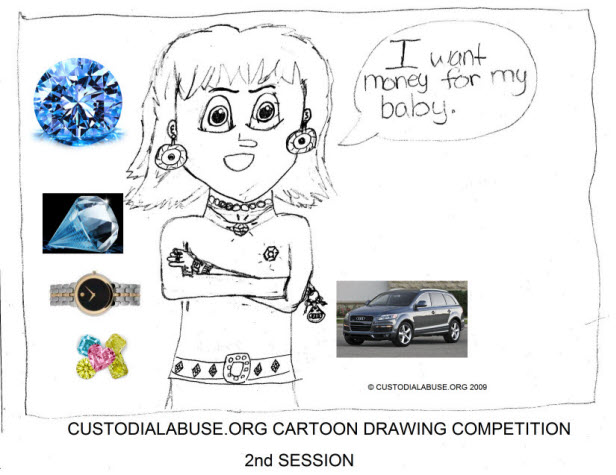 I want
money for my
baby.
© CUSTODIALABUSE.ORG 2009
CUSTODIALABUSE.ORG CARTOON DRAWING COMPETITION
2nd SESSION